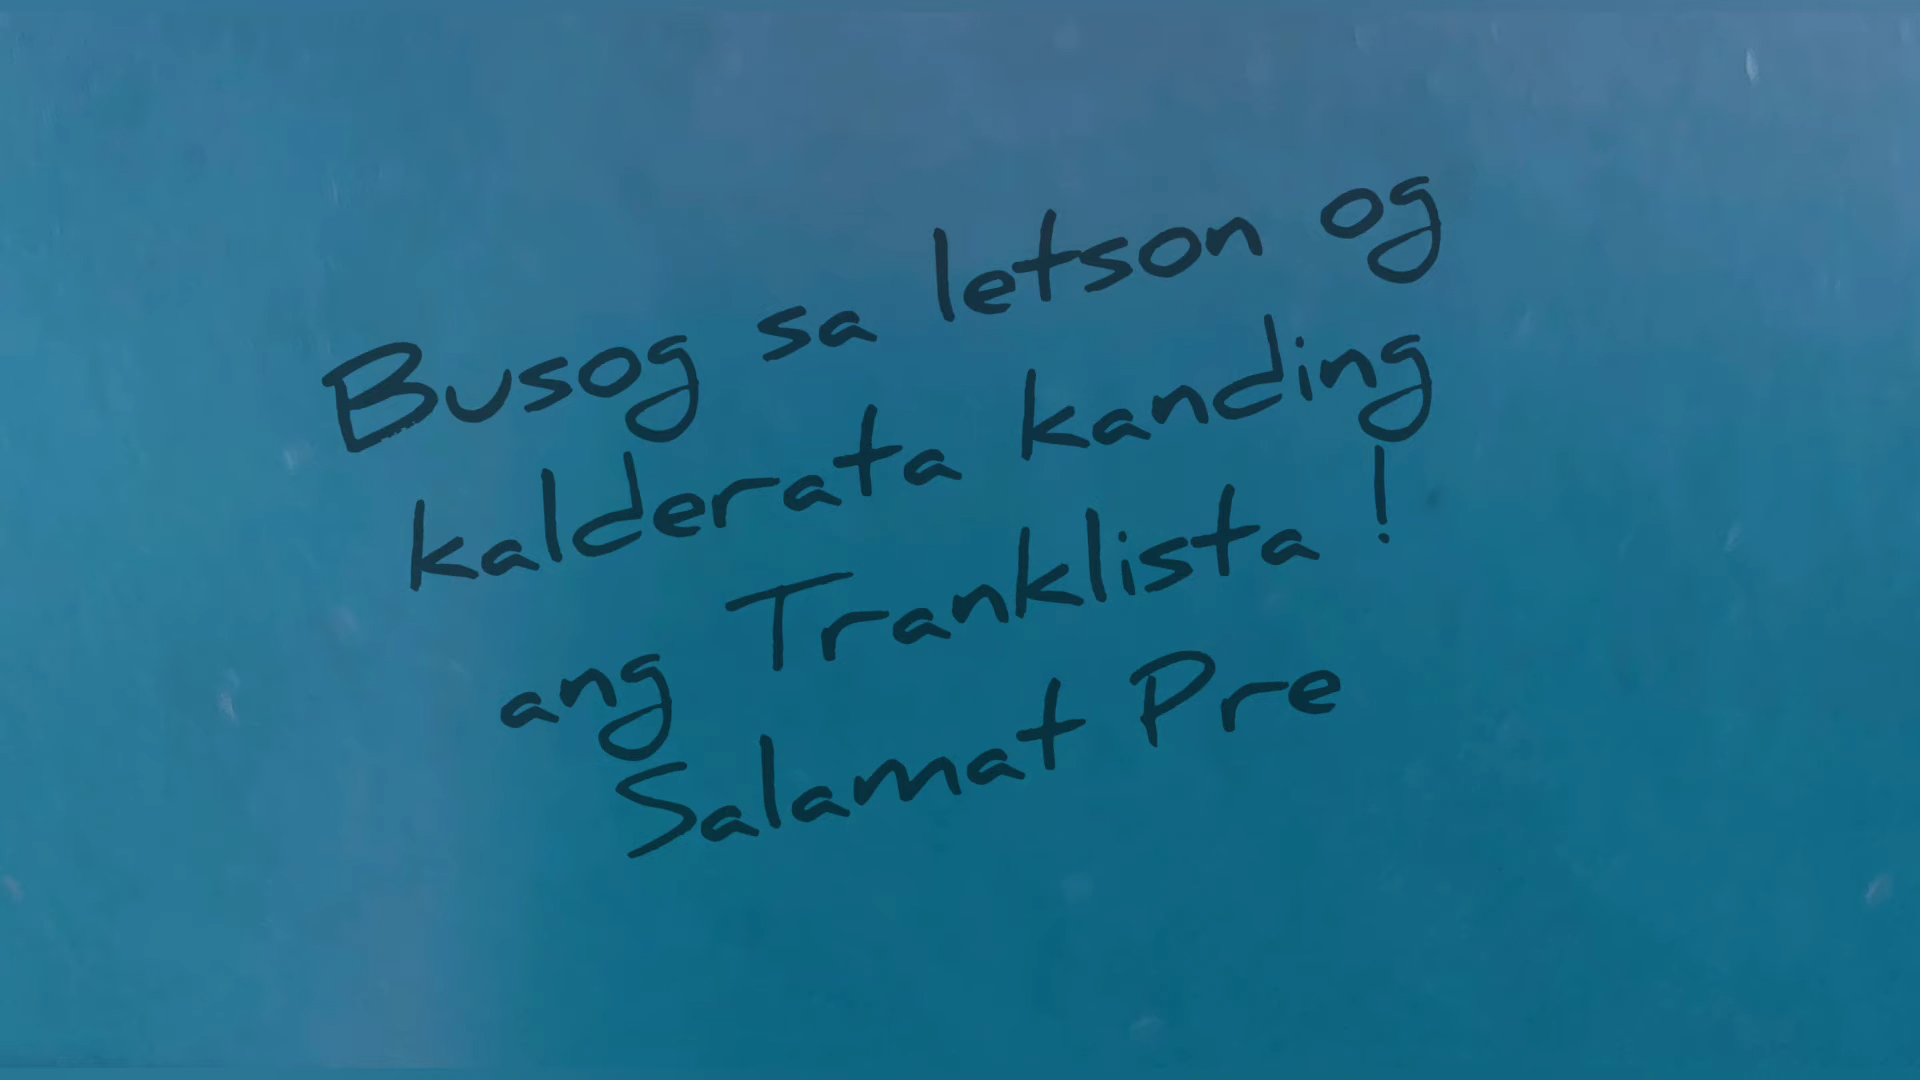 Busog sa letson og
kalderata kanding
ang Tranklista !
Salamat Pre